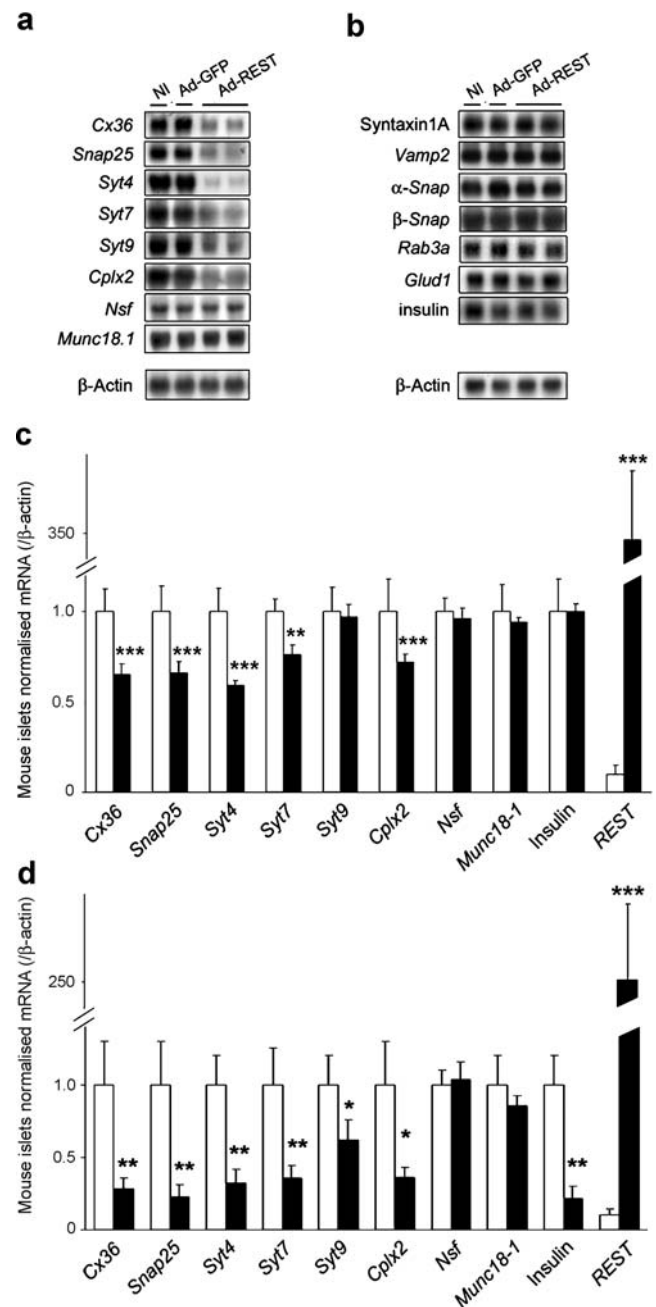 a
NI Ad-GFP Ad-REST
Cx36
Snap25
Syt4
Syt7
Syt9
Cplx2
Nsf
Munc18.1
β-Actin
b
NI Ad-GFP Ad-REST
Syntaxin1A
Vamp2
α-Snap
β-Snap
Rab3a
Glud1
insulin
β-Actin
c
Mouse islets normalised mRNA (/β-actin)
350
1.0
0.5
0
*** *** *** ** *** ***
Cx36 Snap25 Syt4 Syt7 Syt9 Cplx2 Nsf Munc18-1 Insulin REST
d
Mouse islets normalised mRNA (/β-actin)
250
1.0
0.5
0
** ** ** ** * * ** ***
Cx36 Snap25 Syt4 Syt7 Syt9 Cplx2 Nsf Munc18-1 Insulin REST